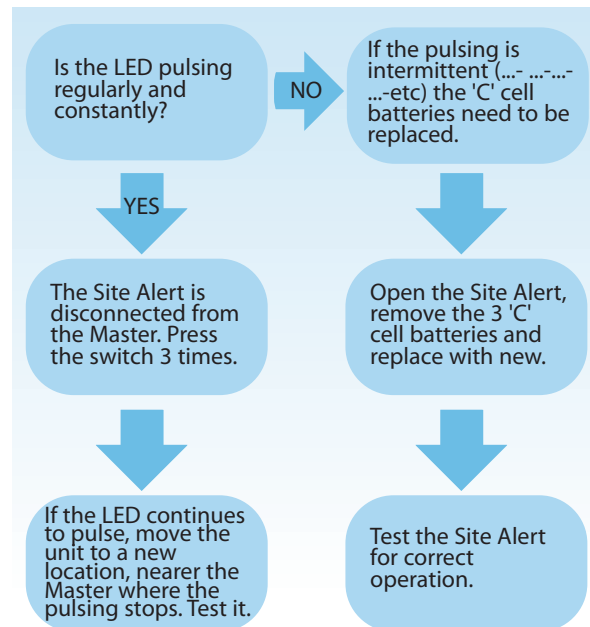 Is the LED pulsing
regularly and
constantly?
NO
If the pulsing is
intermittent (...- ...-...-
...-etc) the 'C' cell
batteries need to be
replaced.
YES
The Site Alert is
disconnected from
the Master. Press
the switch 3 times.
Open the Site Alert,
remove the 3 'C'
cell batteries and
replace with new.
If the LED continues
to pulse, move the
unit to a new
location, nearer the
Master where the
pulsing stops. Test it.
Test the Site Alert
for correct
operation.